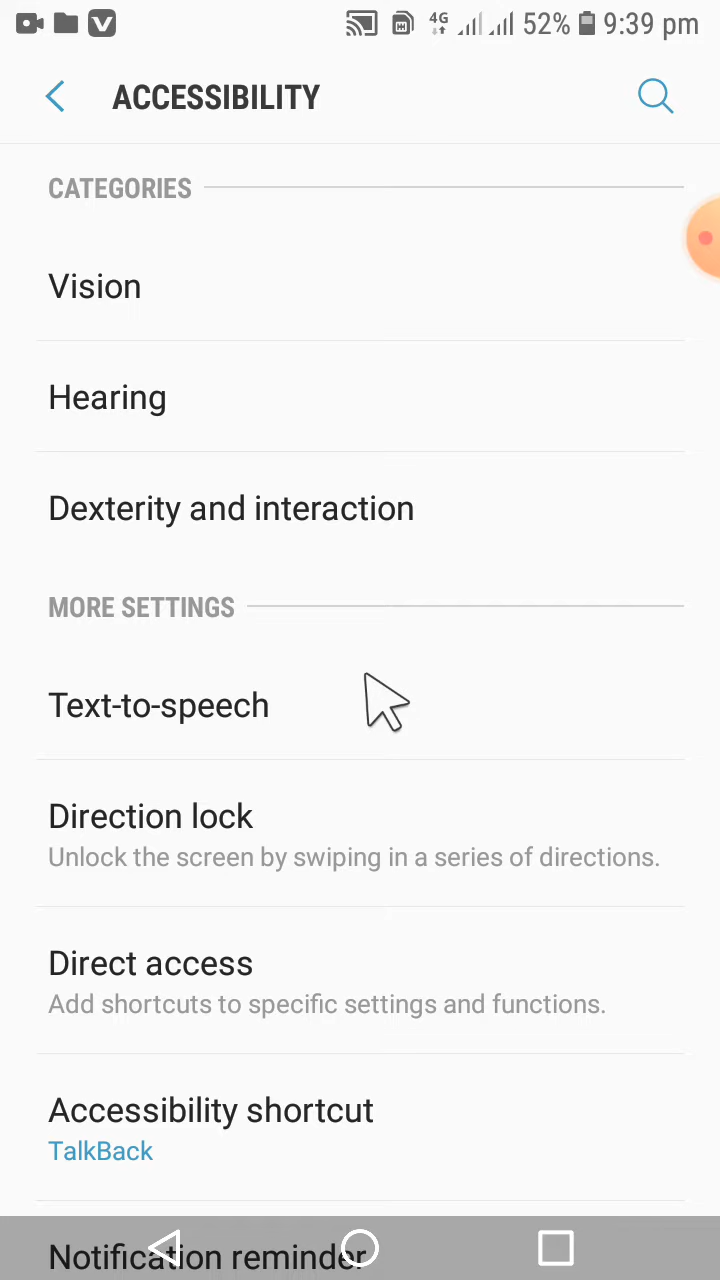 4G 52% 9:39 pm
ACCESSIBILITY
CATEGORIES
Vision
Hearing
Dexterity and interaction
MORE SETTINGS
Text-to-speech
Direction lock
Unlock the screen by swiping in a series of directions.
Direct access
Add shortcuts to specific settings and functions.
Accessibility shortcut
TalkBack
Notification reminder